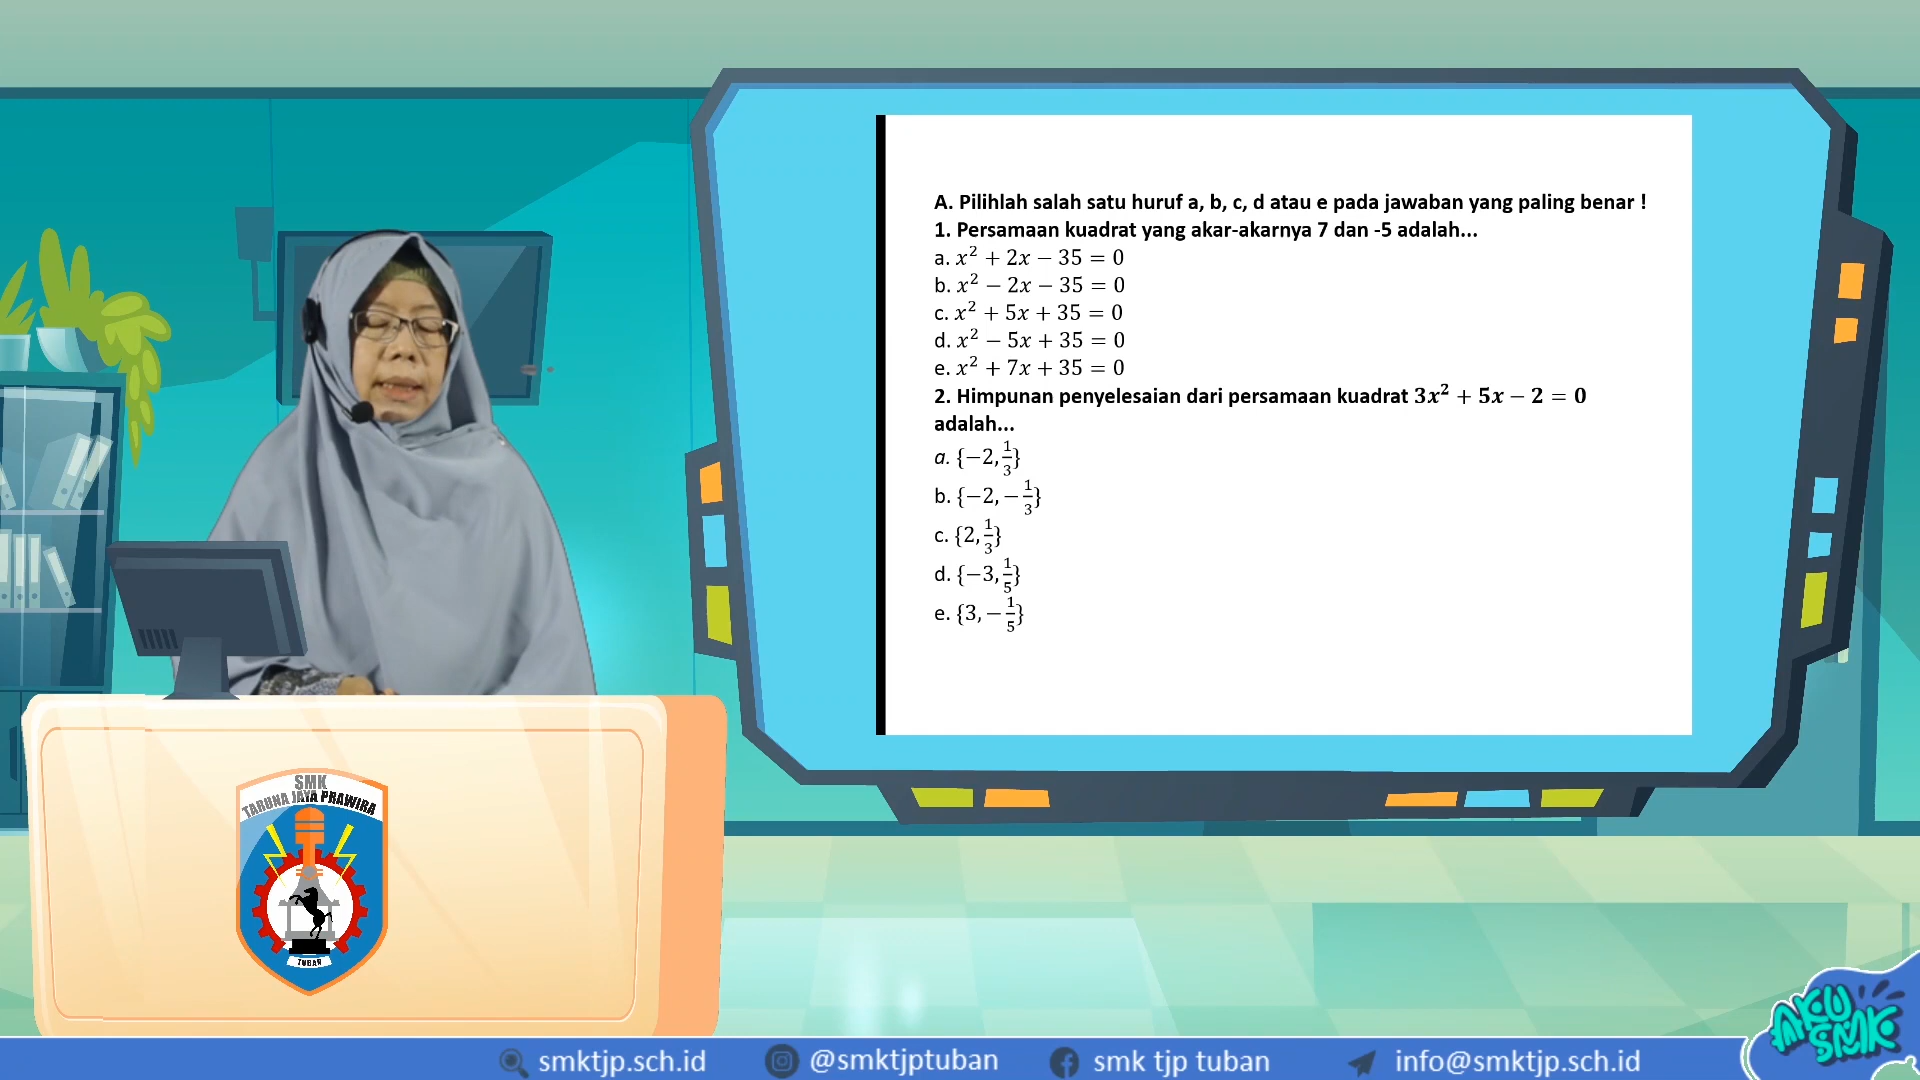 A. Pilihlah salah satu huruf a, b, c, d atau e pada jawaban yang paling benar !
1. Persamaan kuadrat yang akar-akarnya 7 dan -5 adalah...
a. x² + 2x − 35 = 0
b. x² − 2x − 35 = 0
c. x² + 5x + 35 = 0
d. x² − 5x + 35 = 0
e. x² + 7x + 35 = 0
2. Himpunan penyelesaian dari persamaan kuadrat 3x² + 5x − 2 = 0
adalah...
a. {−2, 1/3}
b. {−2, − 1/3}
c. {2, 1/3}
d. {−3, 1/5}
e. {3, − 1/5}
SMK
TARUNA JAYA PRAWIRA
TUBAN
smktjp.sch.id @smktjptuban smk tjp tuban info@smktjp.sch.id
AKU
SMK